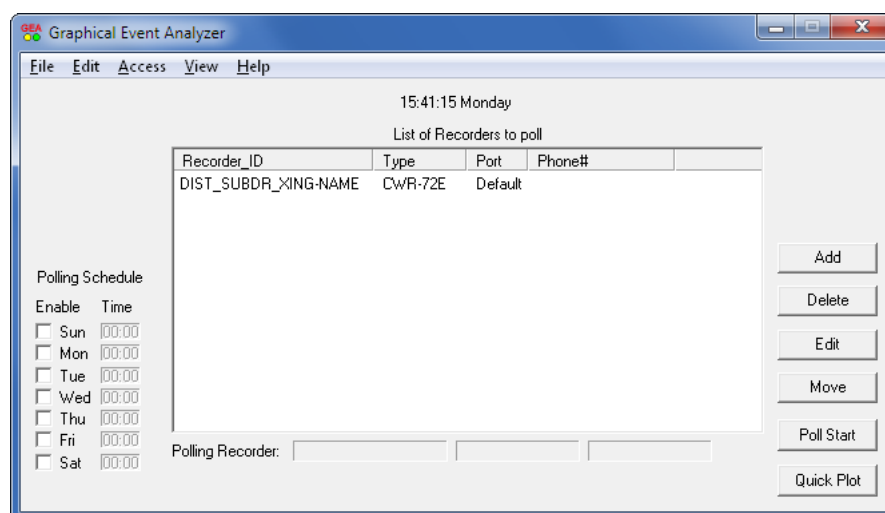 GEA Graphical Event Analyzer
File Edit Access View Help
15:41:15 Monday
List of Recorders to poll
Recorder_ID Type Port Phone#
DIST_SUBDR_XING-NAME CWR-72E Default
Polling Schedule
Enable Time
Sun 00:00
Mon 00:00
Tue 00:00
Wed 00:00
Thu 00:00
Fri 00:00
Sat 00:00
Polling Recorder:
Add
Delete
Edit
Move
Poll Start
Quick Plot